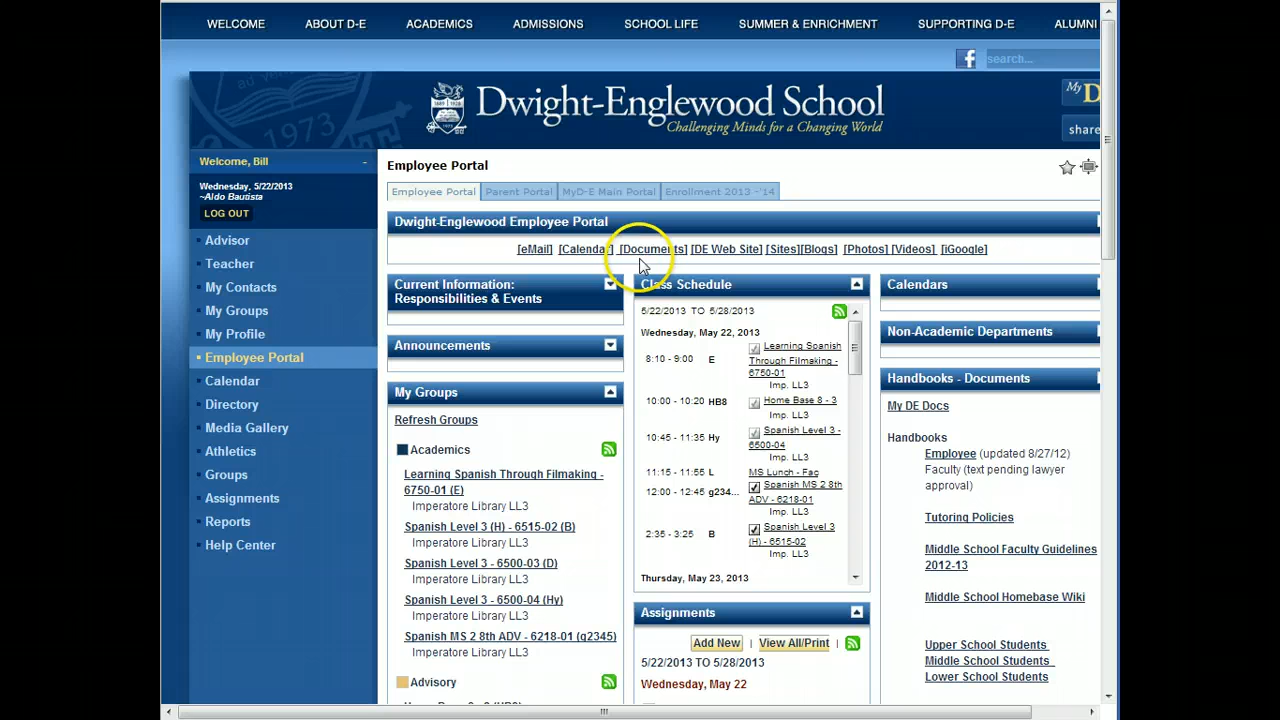 WELCOME ABOUT D-E ACADEMICS ADMISSIONS SCHOOL LIFE SUMMER & ENRICHMENT SUPPORTING D-E ALUMNI
search...
1973
Dwight-Englewood School
Challenging Minds for a Changing World
My D
share
Welcome, Bill -
Wednesday, 5/22/2013
~Aldo Bautista
LOG OUT
Advisor
Teacher
My Contacts
My Groups
My Profile
Employee Portal
Calendar
Directory
Media Gallery
Athletics
Groups
Assignments
Reports
Help Center
Employee Portal
Employee Portal Parent Portal MyD-E Main Portal Enrollment 2013 -'14
Dwight-Englewood Employee Portal
[eMail] [Calendar] [Documents] [DE Web Site] [Sites][Blogs] [Photos] [Videos] [iGoogle]
Current Information:
Responsibilities & Events
Announcements
My Groups
Refresh Groups
Academics
Learning Spanish Through Filmaking -
6750-01 (E)
Imperatore Library LL3
Spanish Level 3 (H) - 6515-02 (B)
Imperatore Library LL3
Spanish Level 3 - 6500-03 (D)
Imperatore Library LL3
Spanish Level 3 - 6500-04 (Hy)
Imperatore Library LL3
Spanish MS 2 8th ADV - 6218-01 (g2345)
Imperatore Library LL3
Advisory
Class Schedule
5/22/2013 TO 5/28/2013
Wednesday, May 22, 2013
8:10 - 9:00 E Learning Spanish
Through Filmaking -
6750-01
Imp. LL3
10:00 - 10:20 HB8 Home Base 8 - 3
Imp. LL3
10:45 - 11:35 Hy Spanish Level 3 -
6500-04
Imp. LL3
11:15 - 11:55 L MS Lunch - Fac
12:00 - 12:45 g234... Spanish MS 2 8th
ADV - 6218-01
Imp. LL3
2:35 - 3:25 B Spanish Level 3
(H) - 6515-02
Imp. LL3
Thursday, May 23, 2013
Assignments
Add New | View All/Print |
5/22/2013 TO 5/28/2013
Wednesday, May 22
Calendars
Non-Academic Departments
Handbooks - Documents
My DE Docs
Handbooks
Employee (updated 8/27/12)
Faculty (text pending lawyer
approval)
Tutoring Policies
Middle School Faculty Guidelines
2012-13
Middle School Homebase Wiki
Upper School Students
Middle School Students
Lower School Students